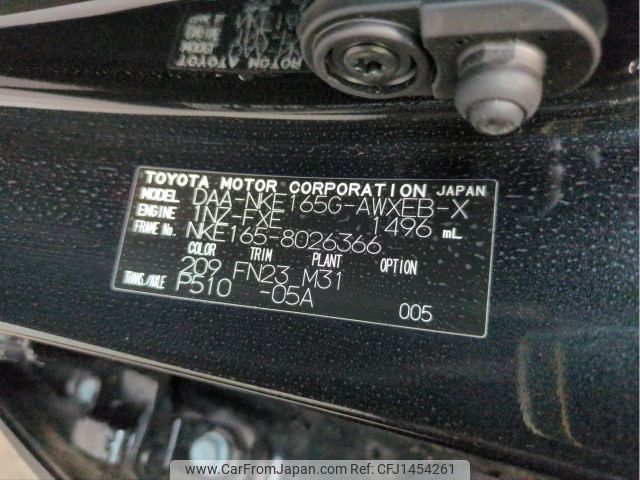 TOYOTA MOTOR CORPORATION JAPAN
MODEL DAA-NKE165G-AWXEB-X
ENGINE 1NZ-FXE 1496 mL
FRAME No. NKE165-8026366
COLOR TRIM PLANT OPTION
209 FN23 M31
TRANS./AXLE P510 -05A
005
www.CarFromJapan.com | ID: CFJ1454261